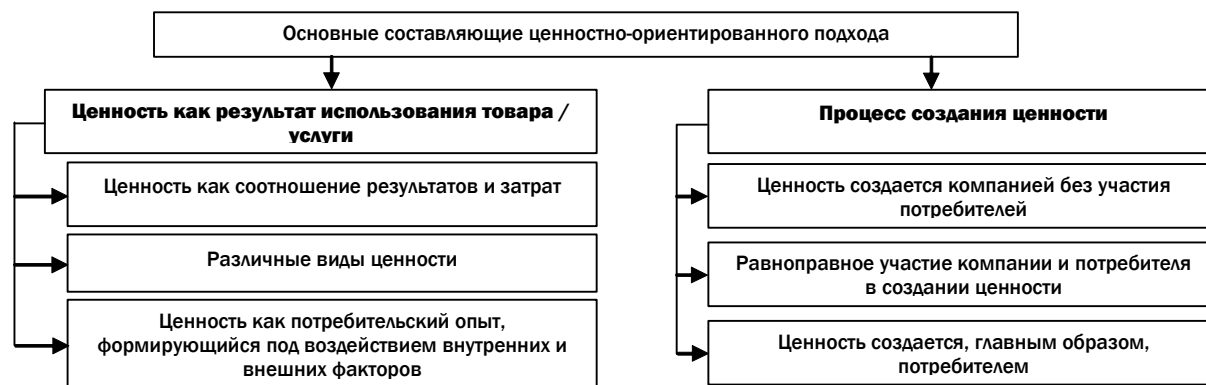 Основные составляющие ценностно-ориентированного подхода
Ценность как результат использования товара /
услуги
Ценность как соотношение результатов и затрат
Различные виды ценности
Ценность как потребительский опыт,
формирующийся под воздействием внутренних и
внешних факторов
Процесс создания ценности
Ценность создается компанией без участия
потребителей
Равноправное участие компании и потребителя
в создании ценности
Ценность создается, главным образом,
потребителем